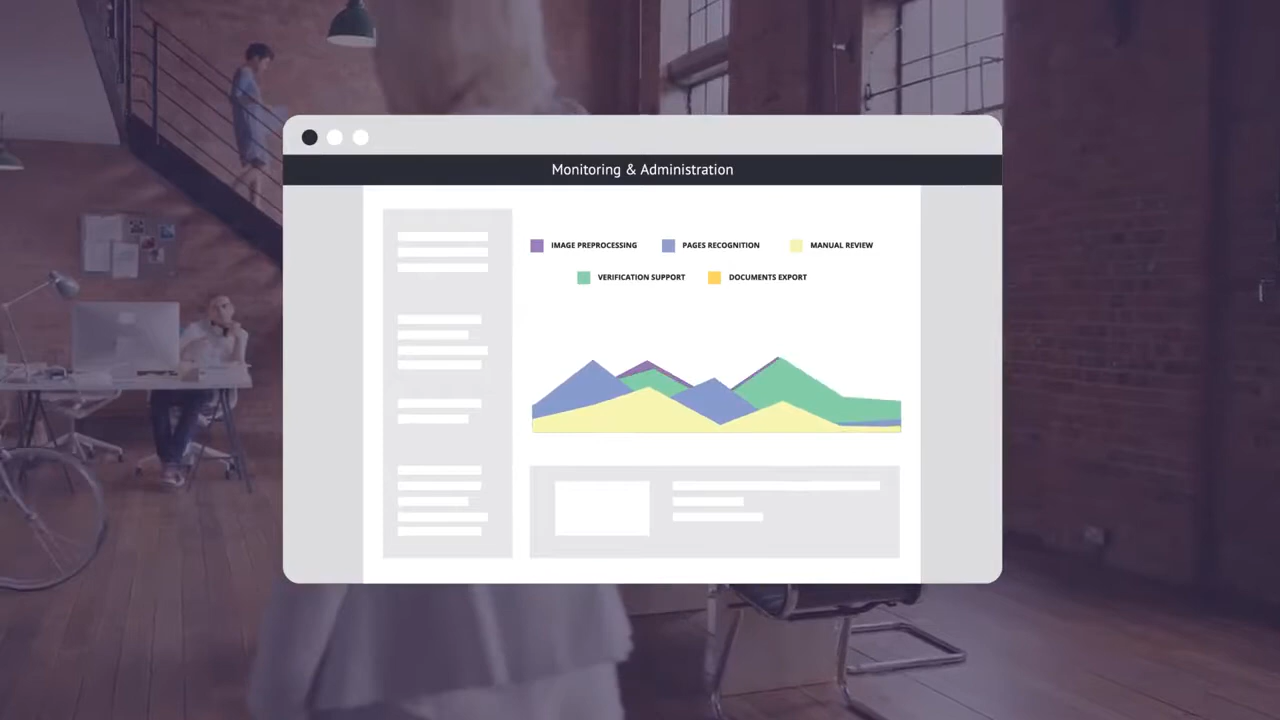 Monitoring & Administration
IMAGE PREPROCESSING PAGES RECOGNITION MANUAL REVIEW
VERIFICATION SUPPORT DOCUMENTS EXPORT